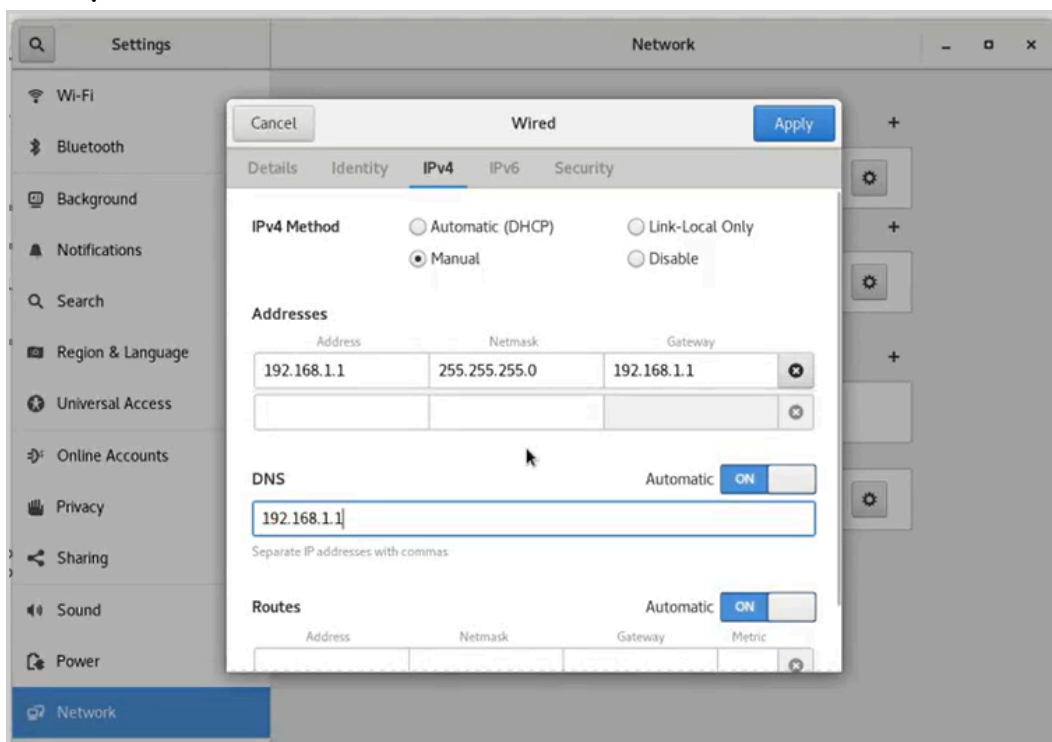 Settings
Network
Wi-Fi
Bluetooth
Background
Notifications
Search
Region & Language
Universal Access
Online Accounts
Privacy
Sharing
Sound
Power
Network
Cancel
Wired
Apply
Details Identity IPv4 IPv6 Security
IPv4 Method
Automatic (DHCP) Link-Local Only
Manual Disable
Addresses
Address Netmask Gateway
192.168.1.1 255.255.255.0 192.168.1.1
DNS Automatic ON
192.168.1.1
Separate IP addresses with commas
Routes Automatic ON
Address Netmask Gateway Metric